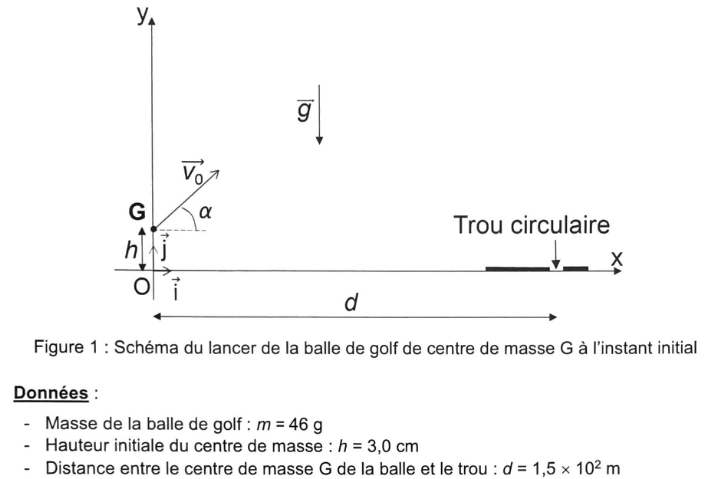 y
g
v₀
G
α
Trou circulaire
h
j
x
O
i
d
Figure 1 : Schéma du lancer de la balle de golf de centre de masse G à l'instant initial
Données :
- Masse de la balle de golf : m = 46 g
- Hauteur initiale du centre de masse : h = 3,0 cm
- Distance entre le centre de masse G de la balle et le trou : d = 1,5 × 10² m